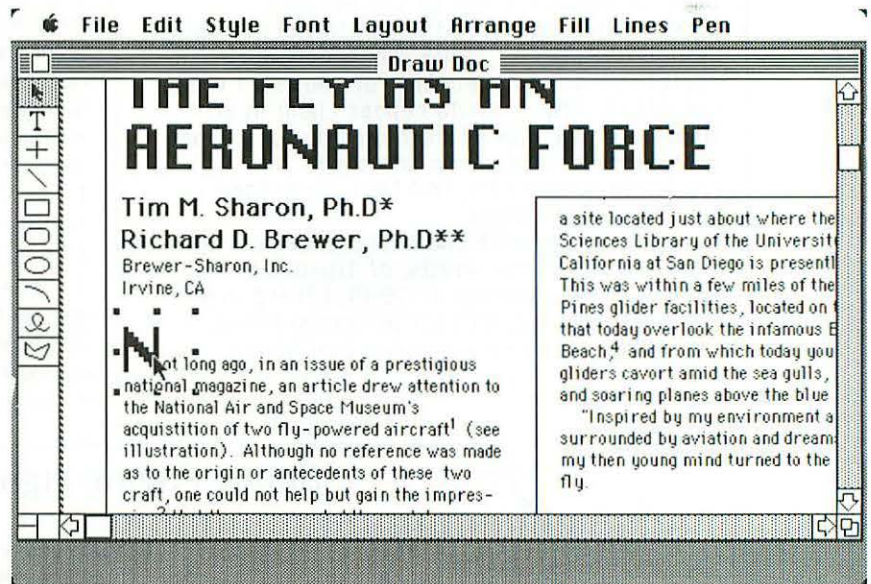 File Edit Style Font Layout Arrange Fill Lines Pen
Draw Doc
T
THE FLY AS AN
AERONAUTIC FORCE
Tim M. Sharon, Ph.D*
Richard D. Brewer, Ph.D**
Brewer-Sharon, Inc.
Irvine, CA
Not long ago, in an issue of a prestigious
national magazine, an article drew attention to
the National Air and Space Museum's
acquistition of two fly-powered aircraft1 (see
illustration). Although no reference was made
as to the origin or antecedents of these two
craft, one could not help but gain the impres-
a site located just about where the
Sciences Library of the Universit
California at San Diego is presentl
This was within a few miles of the
Pines glider facilities, located on
that today overlook the infamous
Beach,4 and from which today you
gliders cavort amid the sea gulls,
and soaring planes above the blue
"Inspired by my environment a
surrounded by aviation and dream
my then young mind turned to the
fly.